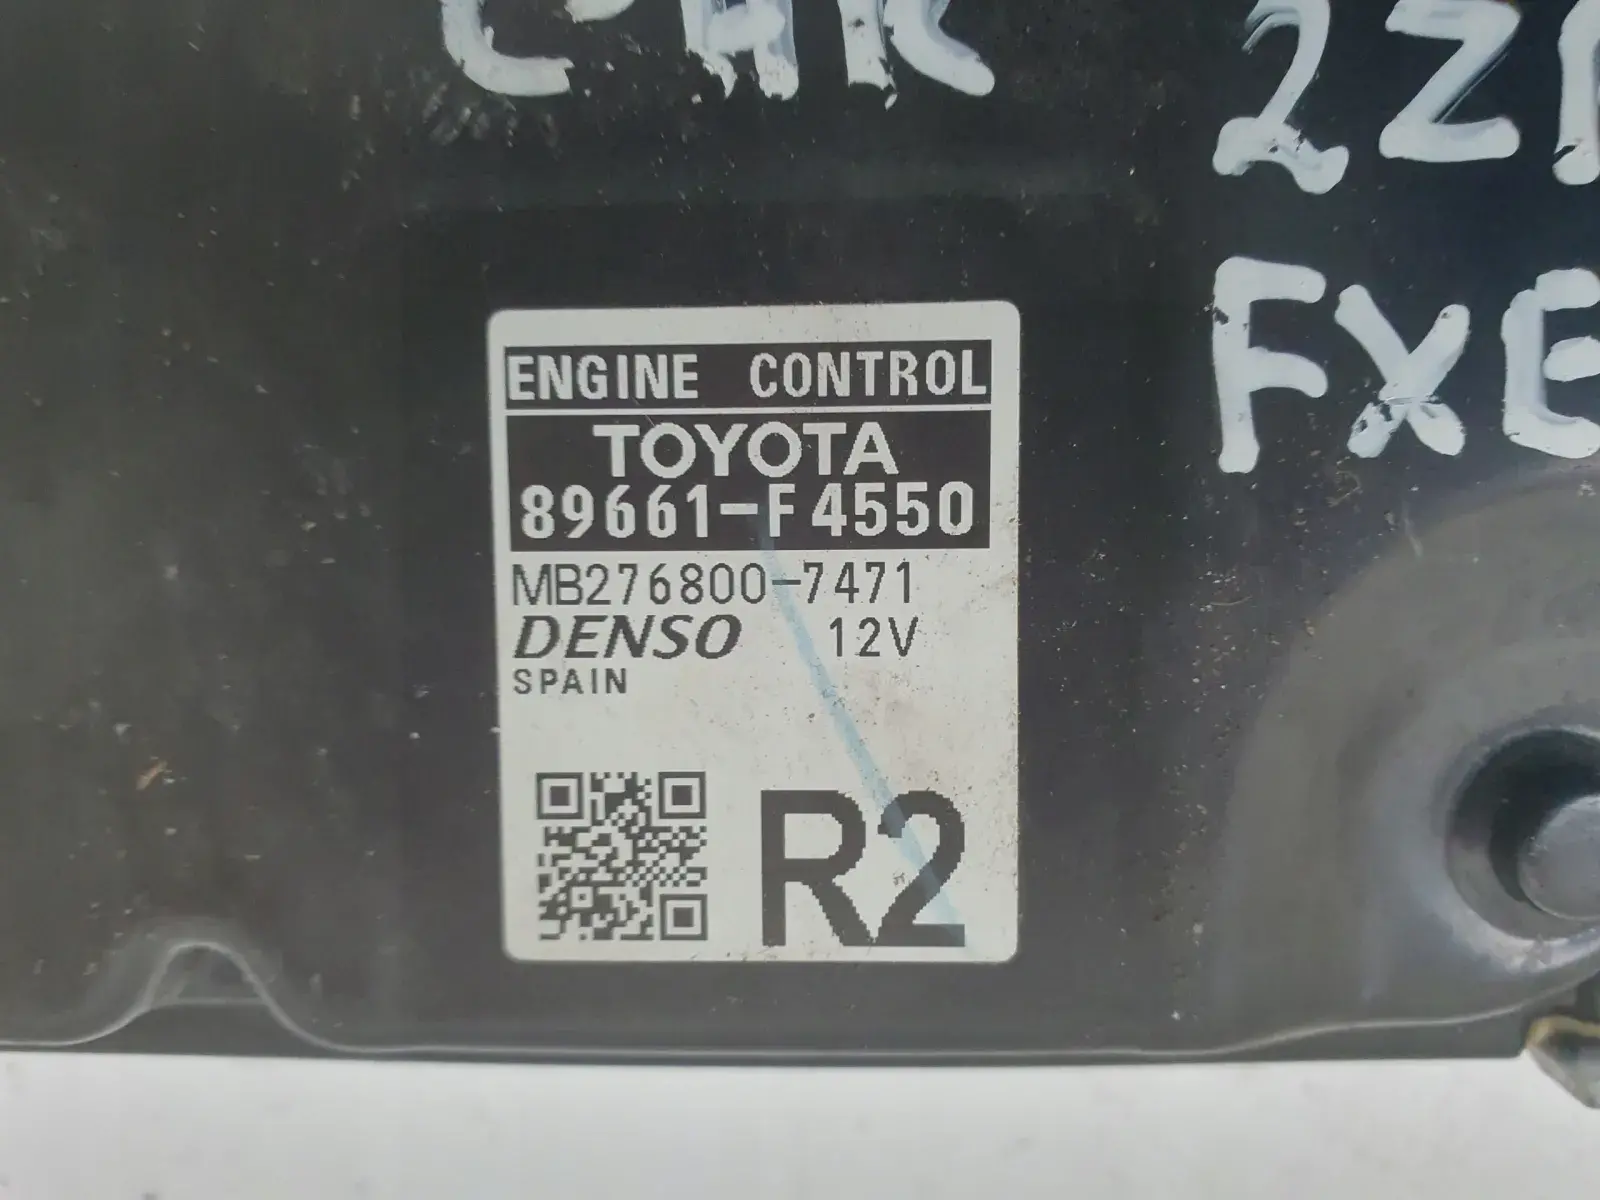 ENGINE CONTROL
TOYOTA
89661-F4550
MB276800-7471
DENSO 12V
SPAIN
R2